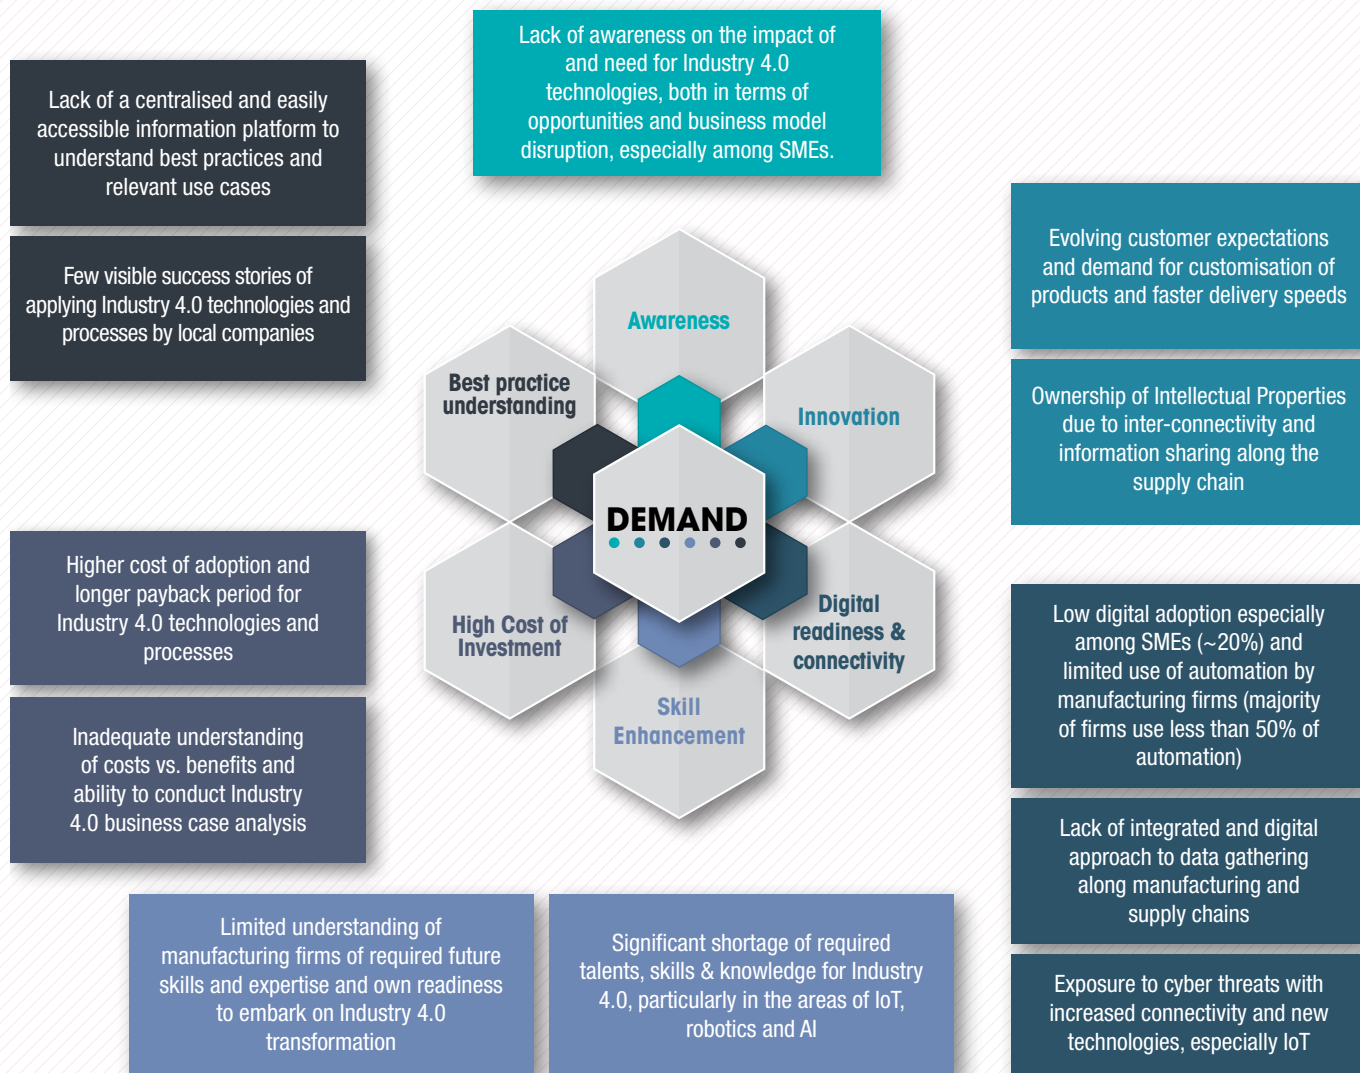 Lack of awareness on the impact of
and need for Industry 4.0
technologies, both in terms of
opportunities and business model
disruption, especially among SMEs.
Lack of a centralised and easily
accessible information platform to
understand best practices and
relevant use cases
Few visible success stories of
applying Industry 4.0 technologies and
processes by local companies
Evolving customer expectations
and demand for customisation of
products and faster delivery speeds
Ownership of Intellectual Properties
due to inter-connectivity and
information sharing along the
supply chain
Awareness
Best practice
understanding
Innovation
DEMAND
High Cost of
Investment
Digital
readiness &
connectivity
Skill
Enhancement
Higher cost of adoption and
longer payback period for
Industry 4.0 technologies and
processes
Inadequate understanding
of costs vs. benefits and
ability to conduct Industry
4.0 business case analysis
Low digital adoption especially
among SMEs (~20%) and
limited use of automation by
manufacturing firms (majority
of firms use less than 50% of
automation)
Lack of integrated and digital
approach to data gathering
along manufacturing and
supply chains
Exposure to cyber threats with
increased connectivity and new
technologies, especially IoT
Limited understanding of
manufacturing firms of required future
skills and expertise and own readiness
to embark on Industry 4.0
transformation
Significant shortage of required
talents, skills & knowledge for Industry
4.0, particularly in the areas of IoT,
robotics and AI